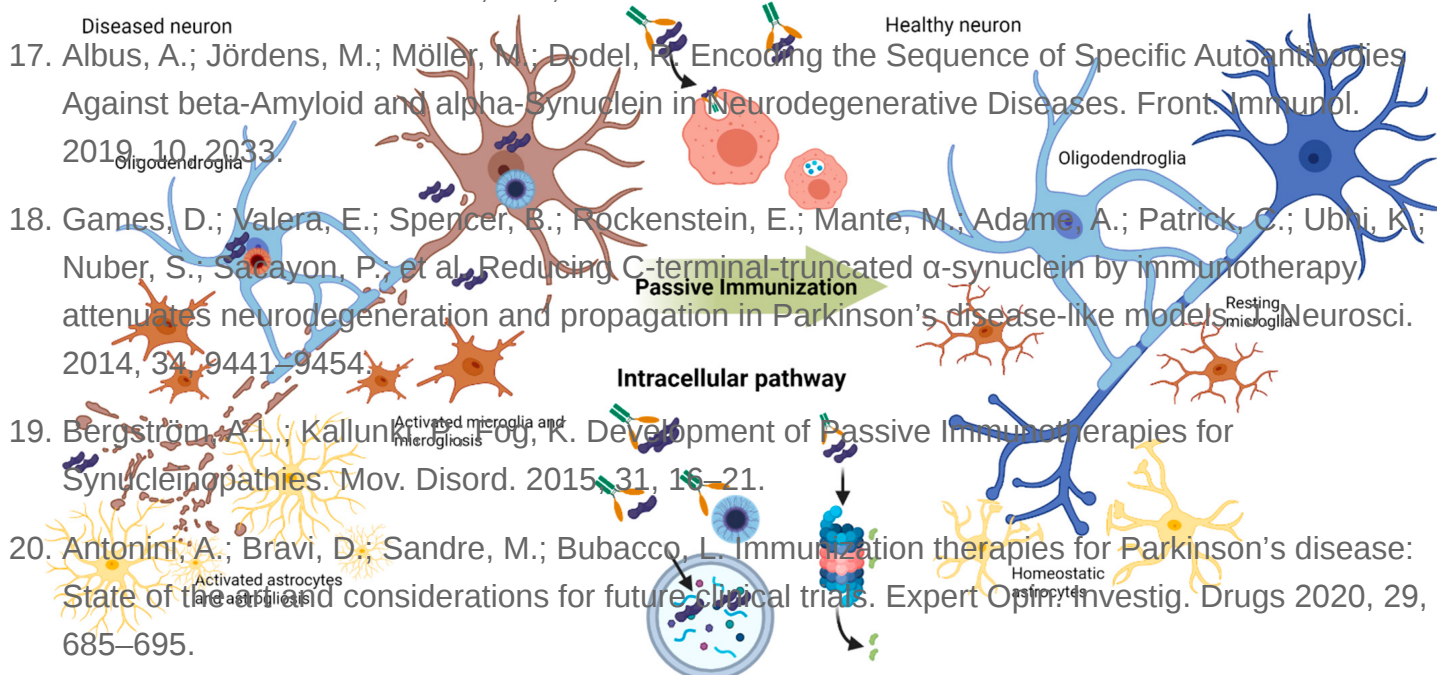 Diseased neuron
Healthy neuron
17. Albus, A.; Jördens, M.; Möller, M.; Dodel, R. Encoding the Sequence of Specific Autoantibodies
Against beta-Amyloid and alpha-Synuclein in Neurodegenerative Diseases. Front. Immunol.
2019, 10, 2033.
Oligodendroglia
Oligodendroglia
18. Games, D.; Valera, E.; Spencer, B.; Rockenstein, E.; Mante, M.; Adame, A.; Patrick, C.; Ubhi, K.;
Nuber, S.; Sacayon, P.; et al. Reducing C-terminal-truncated α-synuclein by immunotherapy
Passive Immunization
attenuates neurodegeneration and propagation in Parkinson’s disease-like models. J. Neurosci.
Resting
microglia
2014, 34, 9441–9454.
Intracellular pathway
19. Bergström, A.L.; Kallunki, P.; Fog, K. Development of Passive Immunotherapies for
Activated microglia and
microgliosis
Synucleinopathies. Mov. Disord. 2015, 31, 16–21.
20. Antonini, A.; Bravi, D.; Sandre, M.; Bubacco, L. Immunization therapies for Parkinson’s disease:
Activated astrocytes
and astrogliosis
Homeostatic
astrocytes
State of the art and considerations for future clinical trials. Expert Opin. Investig. Drugs 2020, 29,
685–695.